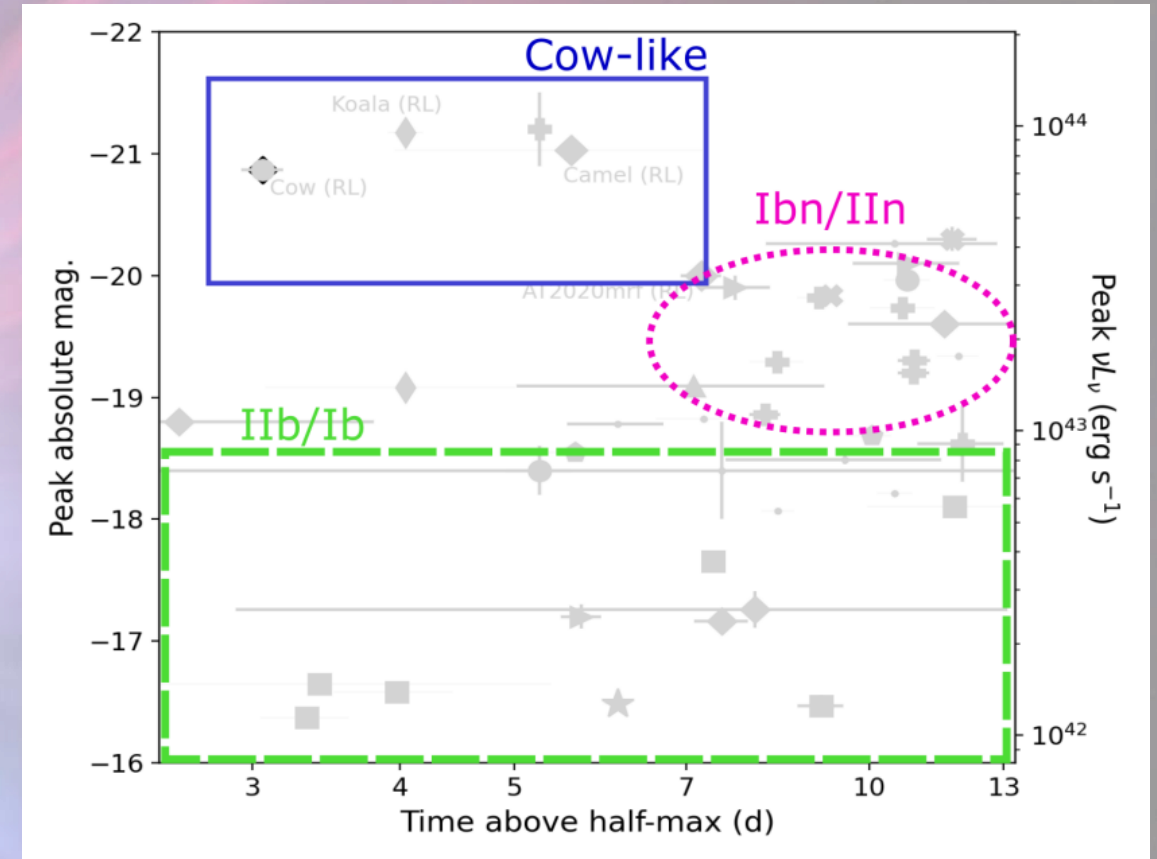 Cow-like
Koala (RL)
Cow (RL)
Camel (RL)
Ibn/IIn
AT2020mrf (RL)
IIb/Ib
Peak absolute mag.
−22
−21
−20
−19
−18
−17
−16
10⁴⁴
10⁴³
10⁴²
Peak νLᵥ (erg s⁻¹)
3 4 5 7 10 13
Time above half-max (d)